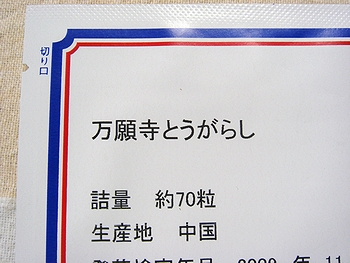 切り口
万願寺とうがらし
詰量 約70粒
生産地 中国